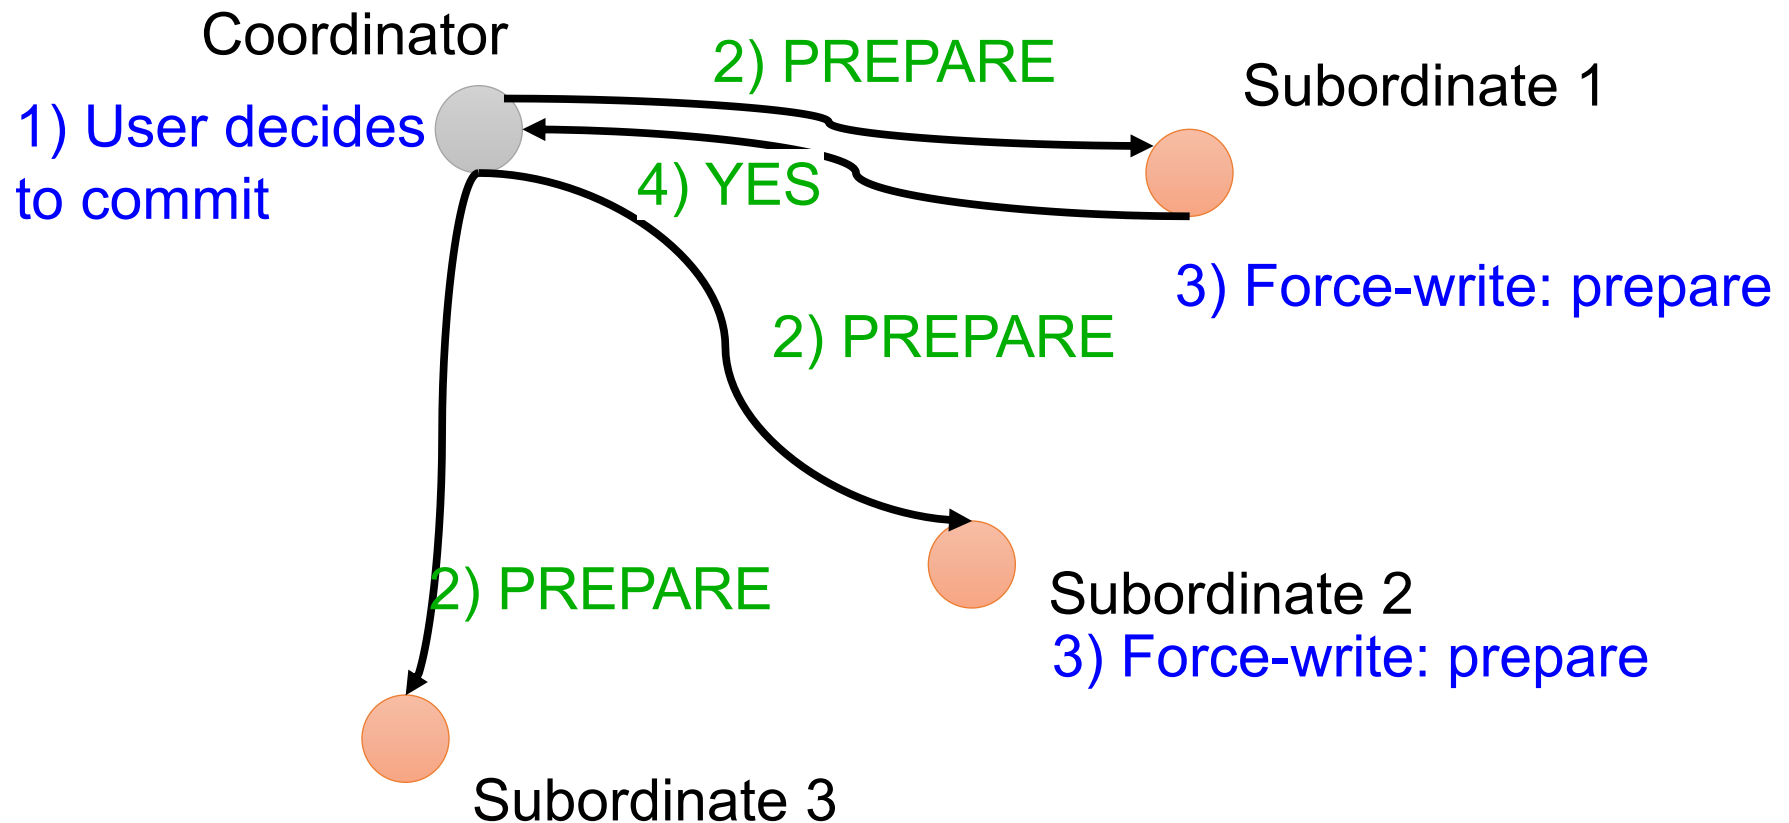 Coordinator
2) PREPARE
Subordinate 1
1) User decides
to commit
4) YES
3) Force-write: prepare
2) PREPARE
2) PREPARE
Subordinate 2
3) Force-write: prepare
Subordinate 3